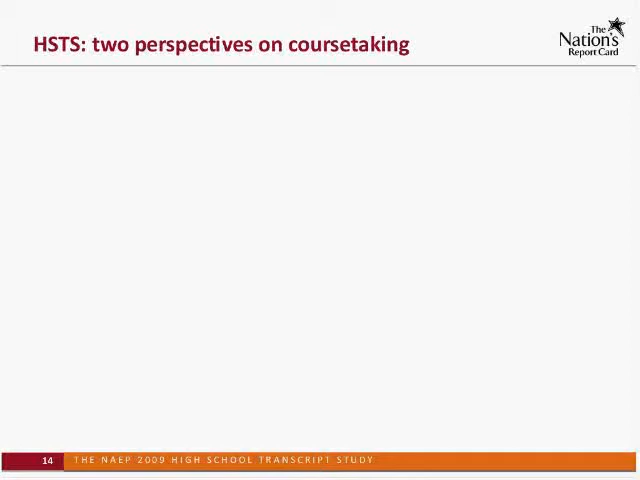 HSTS: two perspectives on coursetaking
The
Nation's
Report Card
14
THE NAEP 2009 HIGH SCHOOL TRANSCRIPT STUDY